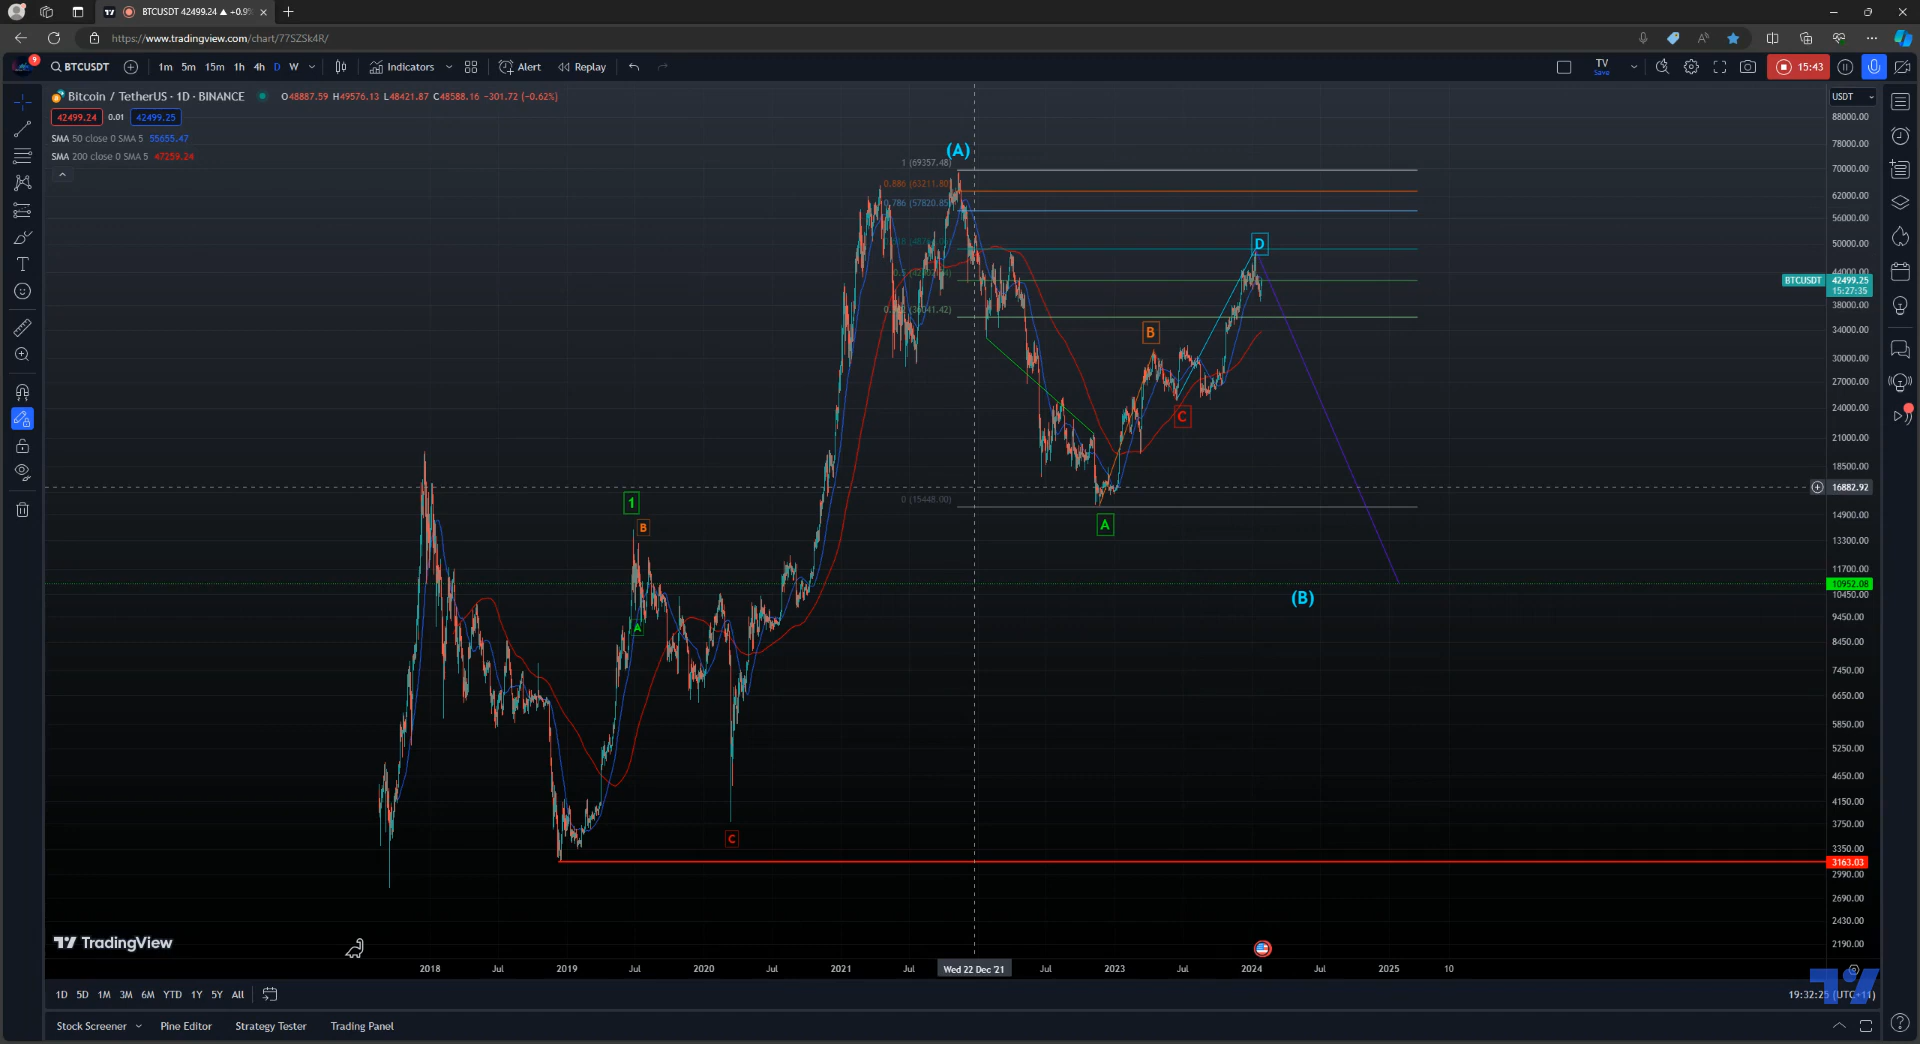 BTCUSDT 42499.24 ▲ +0.9%
https://www.tradingview.com/chart/77SZSk4R/
9 BTCUSDT 1m 5m 15m 1h 4h D W Indicators Alert Replay TV Save 15:43
Bitcoin / TetherUS · 1D · BINANCE O48887.59 H49576.13 L48421.87 C48588.16 −301.72 (−0.62%) USDT
42499.24 0.01 42499.25
SMA 50 close 0 SMA 5 55655.47
SMA 200 close 0 SMA 5 47259.24
(A)
1 (69357.48)
0.886 (63211.80)
0.786 (57820.85)
D
B
C
0 (15448.00)
A
1
B
A
(B)
C
88000.00
78000.00
70000.00
62000.00
56000.00
50000.00
44000.00
BTCUSDT 42499.25
15:27:35
38000.00
34000.00
30000.00
27000.00
24000.00
21000.00
18500.00
16882.92
14900.00
13300.00
11700.00
10952.08
10450.00
9450.00
8450.00
7450.00
6650.00
5850.00
5250.00
4650.00
4150.00
3750.00
3350.00
3163.03
2990.00
2690.00
2430.00
2190.00
TradingView
2018 Jul 2019 Jul 2020 Jul 2021 Jul Wed 22 Dec '21 Jul 2023 Jul 2024 Jul 2025 10
1D 5D 1M 3M 6M YTD 1Y 5Y All 19:32:25 (UTC+11)
Stock Screener Pine Editor Strategy Tester Trading Panel